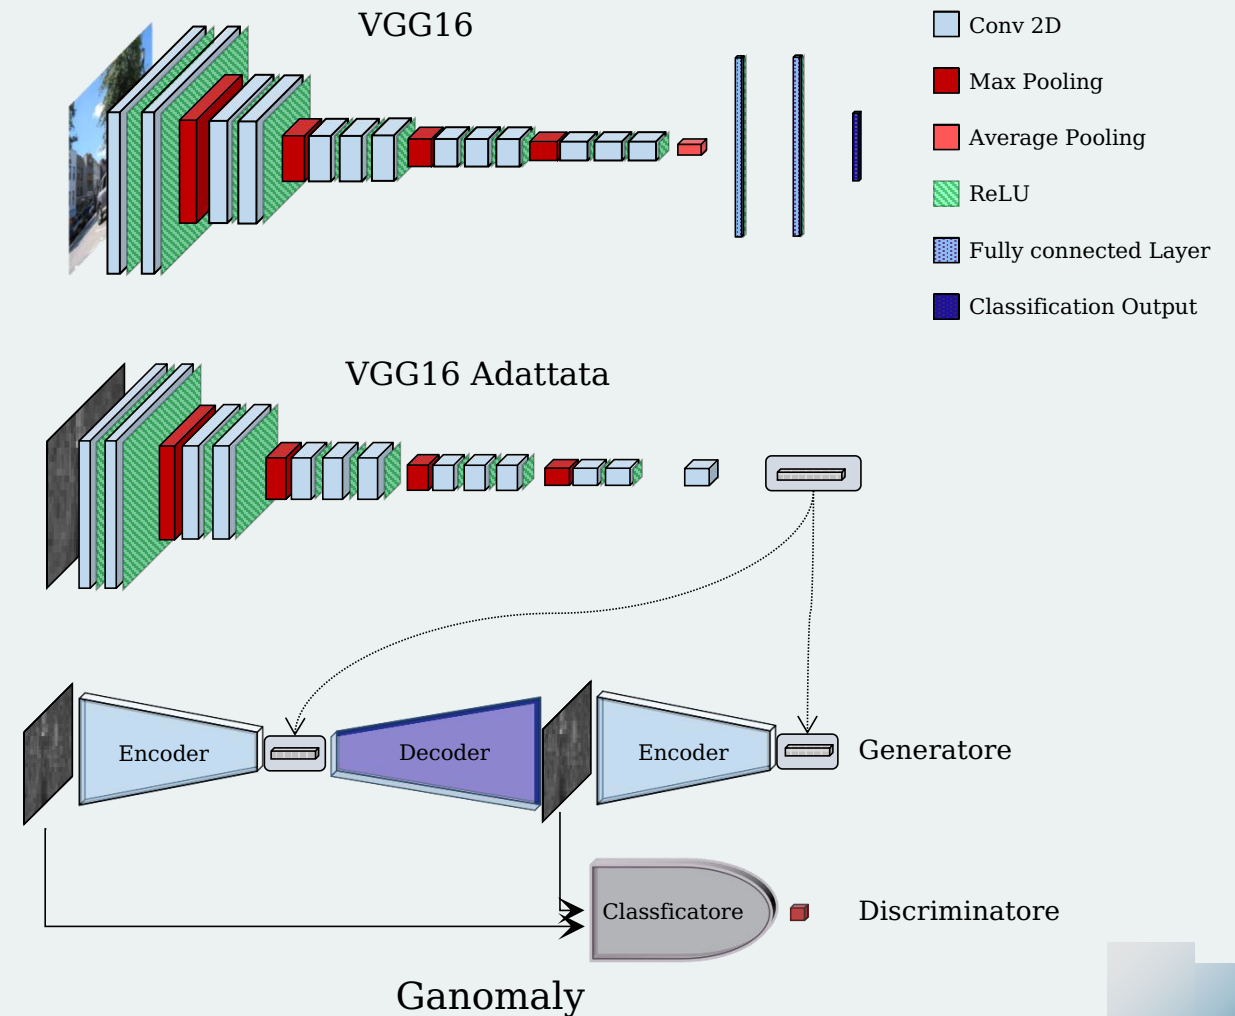 VGG16
Conv 2D
Max Pooling
Average Pooling
ReLU
Fully connected Layer
Classification Output
VGG16 Adattata
Encoder
Decoder
Encoder
Generatore
Classficatore
Discriminatore
Ganomaly